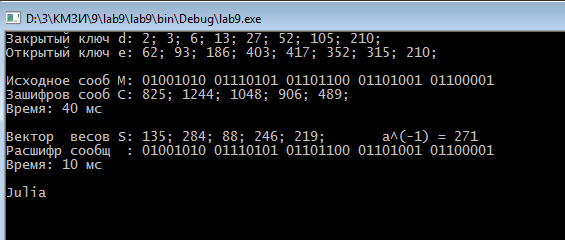 D:\3\КМЗИ\9\lab9\lab9\bin\Debug\lab9.exe
Закрытый ключ d: 2; 3; 6; 13; 27; 52; 105; 210;
Открытый ключ e: 62; 93; 186; 403; 417; 352; 315; 210;
Исходное сооб M: 01001010 01110101 01101100 01101001 01100001
Зашифров сооб C: 825; 1244; 1048; 906; 489;
Время: 40 мс
Вектор  весов S: 135; 284; 88; 246; 219;       a^(-1) = 271
Расшифр сообщ  : 01001010 01110101 01101100 01101001 01100001
Время: 10 мс
Julia